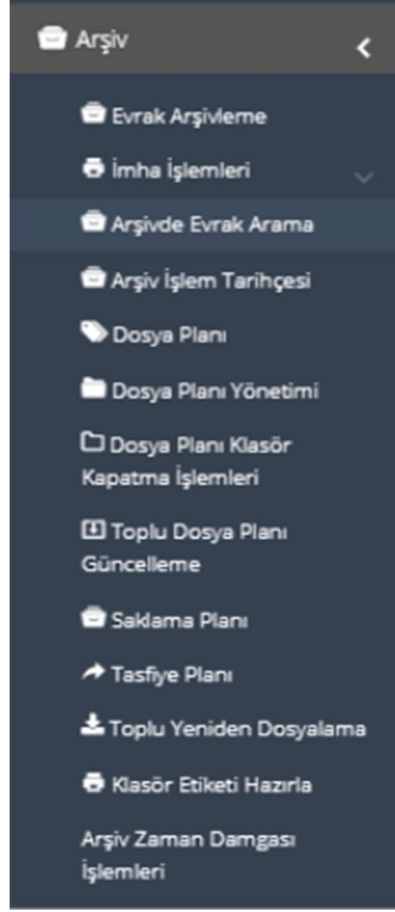 Arşiv
Evrak Arşivleme
İmha İşlemleri
Arşivde Evrak Arama
Arşiv İşlem Tarihçesi
Dosya Planı
Dosya Planı Yönetimi
Dosya Planı Klasör
Kapatma İşlemleri
Toplu Dosya Planı
Güncelleme
Saklama Planı
Tasfiye Planı
Toplu Yeniden Dosyalama
Klasör Etiketi Hazırla
Arşiv Zaman Damgası
İşlemleri